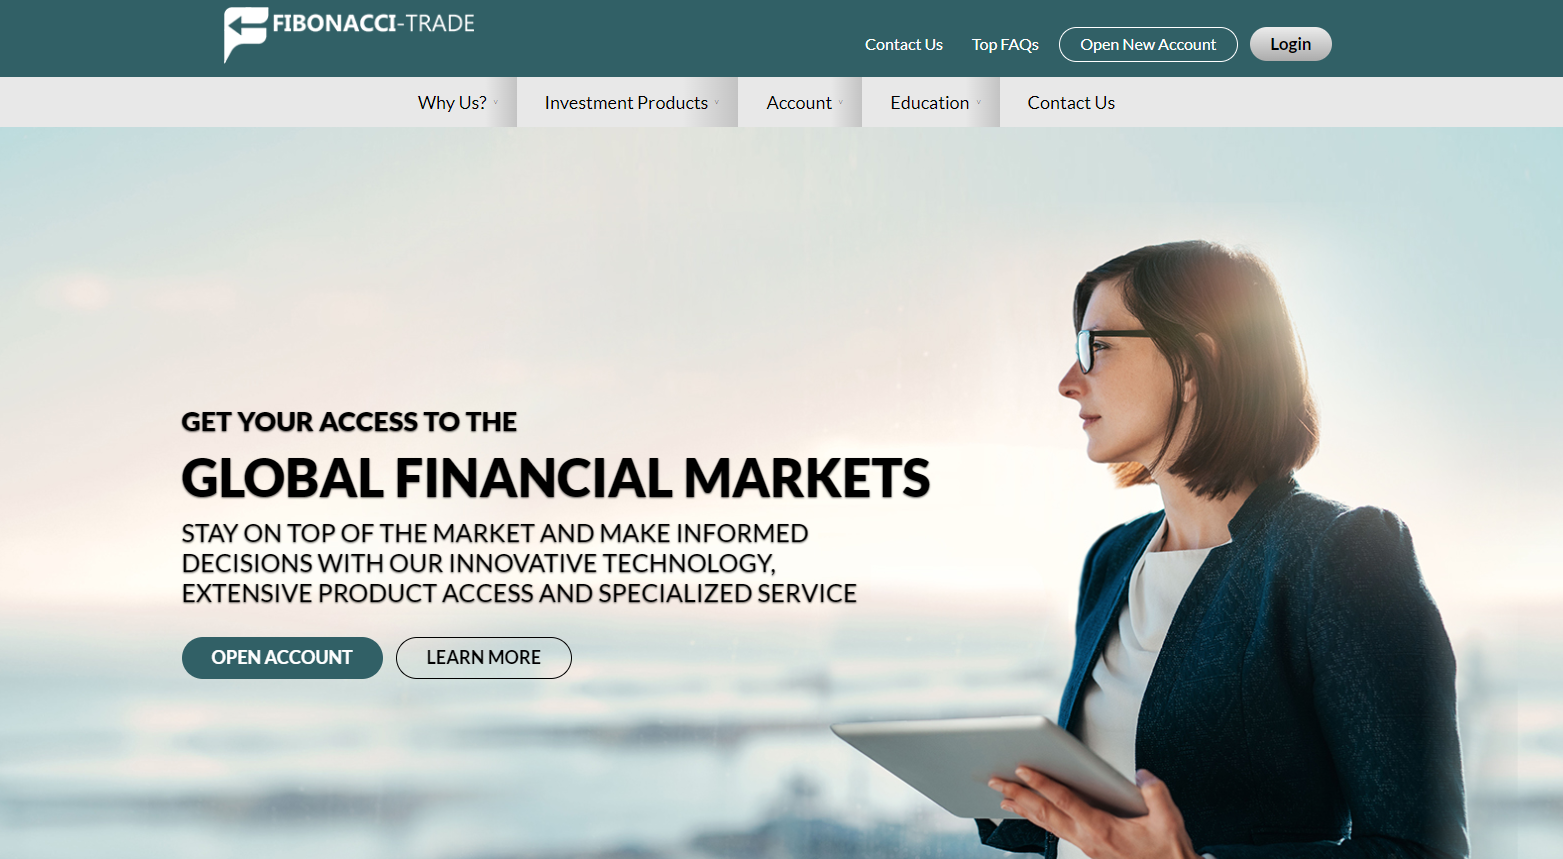 FIBONACCI-TRADE
Contact Us
Top FAQs
Open New Account
Login
Why Us?
Investment Products
Account
Education
Contact Us
GET YOUR ACCESS TO THE
GLOBAL FINANCIAL MARKETS
STAY ON TOP OF THE MARKET AND MAKE INFORMED
DECISIONS WITH OUR INNOVATIVE TECHNOLOGY,
EXTENSIVE PRODUCT ACCESS AND SPECIALIZED SERVICE
OPEN ACCOUNT
LEARN MORE